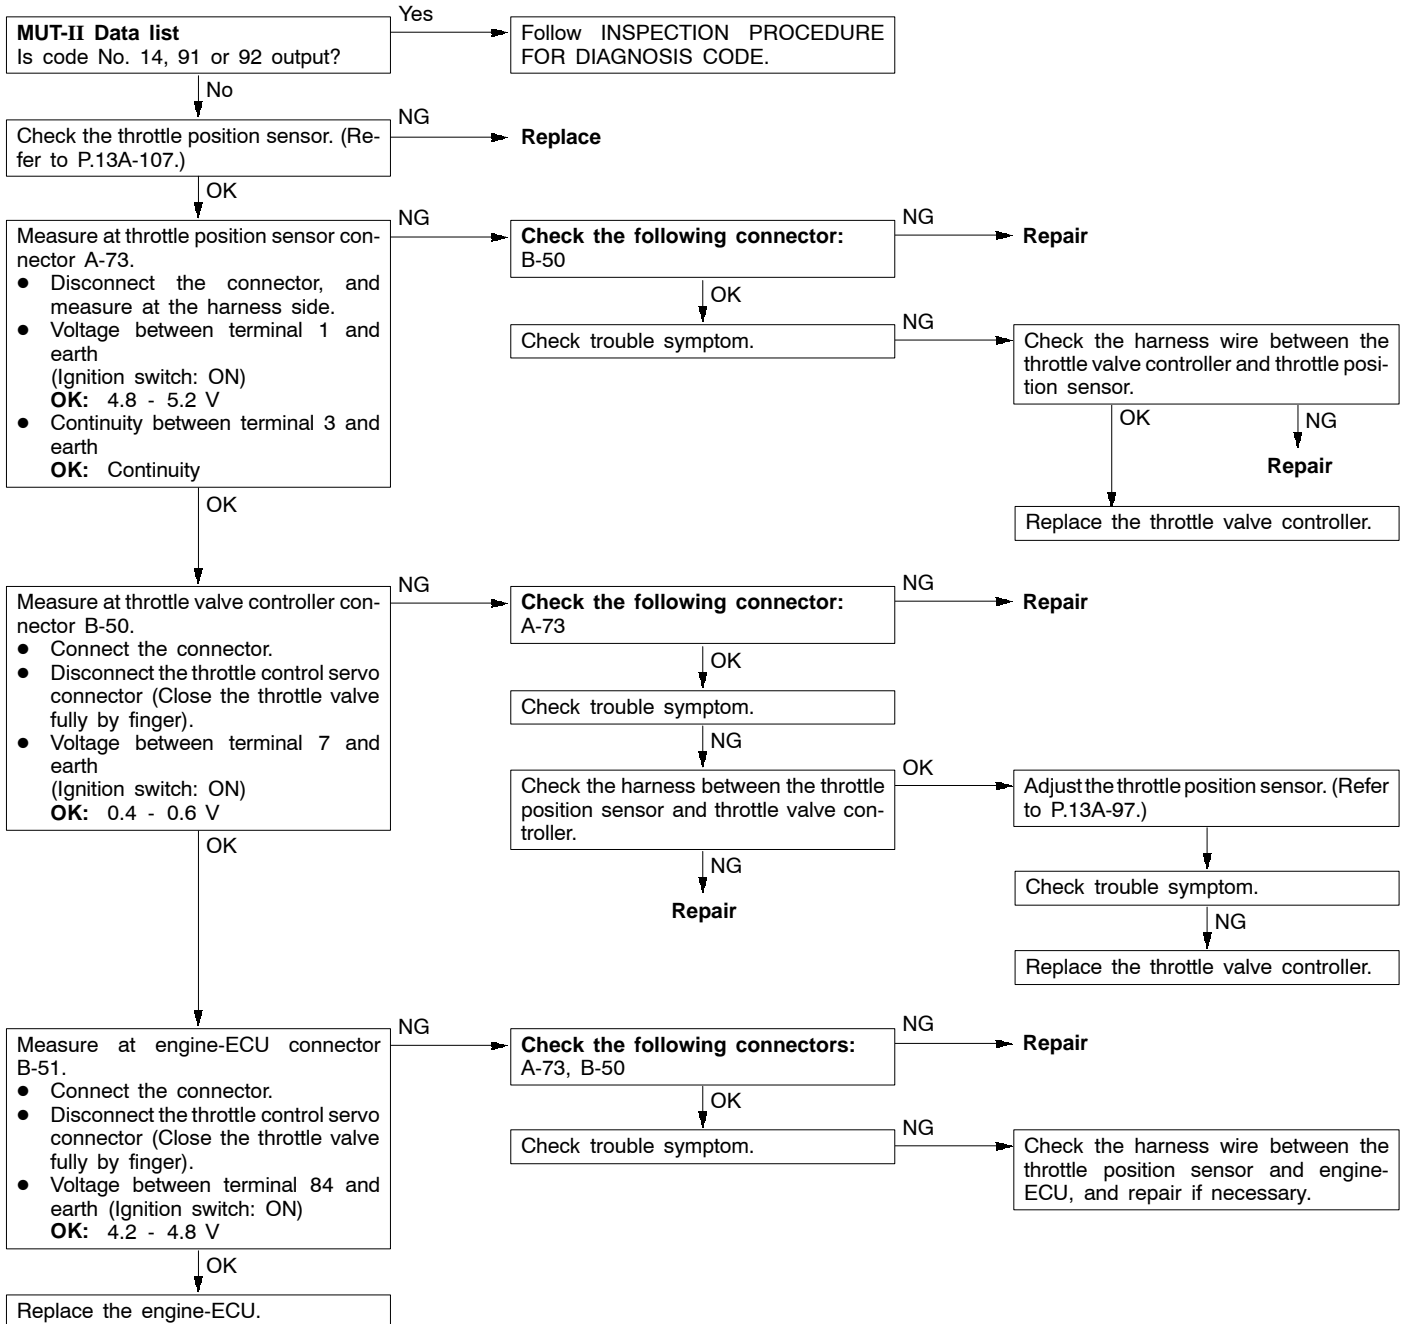 MUT-II Data list
Is code No. 14, 91 or 92 output?
Yes
Follow INSPECTION PROCEDURE
FOR DIAGNOSIS CODE.
No
Check the throttle position sensor. (Re-
fer to P.13A-107.)
NG
Replace
OK
Measure at throttle position sensor con-
nector A-73.
● Disconnect the connector, and
measure at the harness side.
● Voltage between terminal 1 and
earth
(Ignition switch: ON)
OK: 4.8 - 5.2 V
● Continuity between terminal 3 and
earth
OK: Continuity
NG
Check the following connector:
B-50
NG
Repair
OK
Check trouble symptom.
NG
Check the harness wire between the
throttle valve controller and throttle posi-
tion sensor.
OK
NG
Repair
Replace the throttle valve controller.
OK
Measure at throttle valve controller con-
nector B-50.
● Connect the connector.
● Disconnect the throttle control servo
connector (Close the throttle valve
fully by finger).
● Voltage between terminal 7 and
earth
(Ignition switch: ON)
OK: 0.4 - 0.6 V
NG
Check the following connector:
A-73
NG
Repair
OK
Check trouble symptom.
NG
Check the harness between the throttle
position sensor and throttle valve con-
troller.
OK
Adjust the throttle position sensor. (Refer
to P.13A-97.)
NG
Repair
Check trouble symptom.
NG
Replace the throttle valve controller.
OK
Measure at engine-ECU connector
B-51.
● Connect the connector.
● Disconnect the throttle control servo
connector (Close the throttle valve
fully by finger).
● Voltage between terminal 84 and
earth (Ignition switch: ON)
OK: 4.2 - 4.8 V
NG
Check the following connectors:
A-73, B-50
NG
Repair
OK
Check trouble symptom.
NG
Check the harness wire between the
throttle position sensor and engine-
ECU, and repair if necessary.
OK
Replace the engine-ECU.